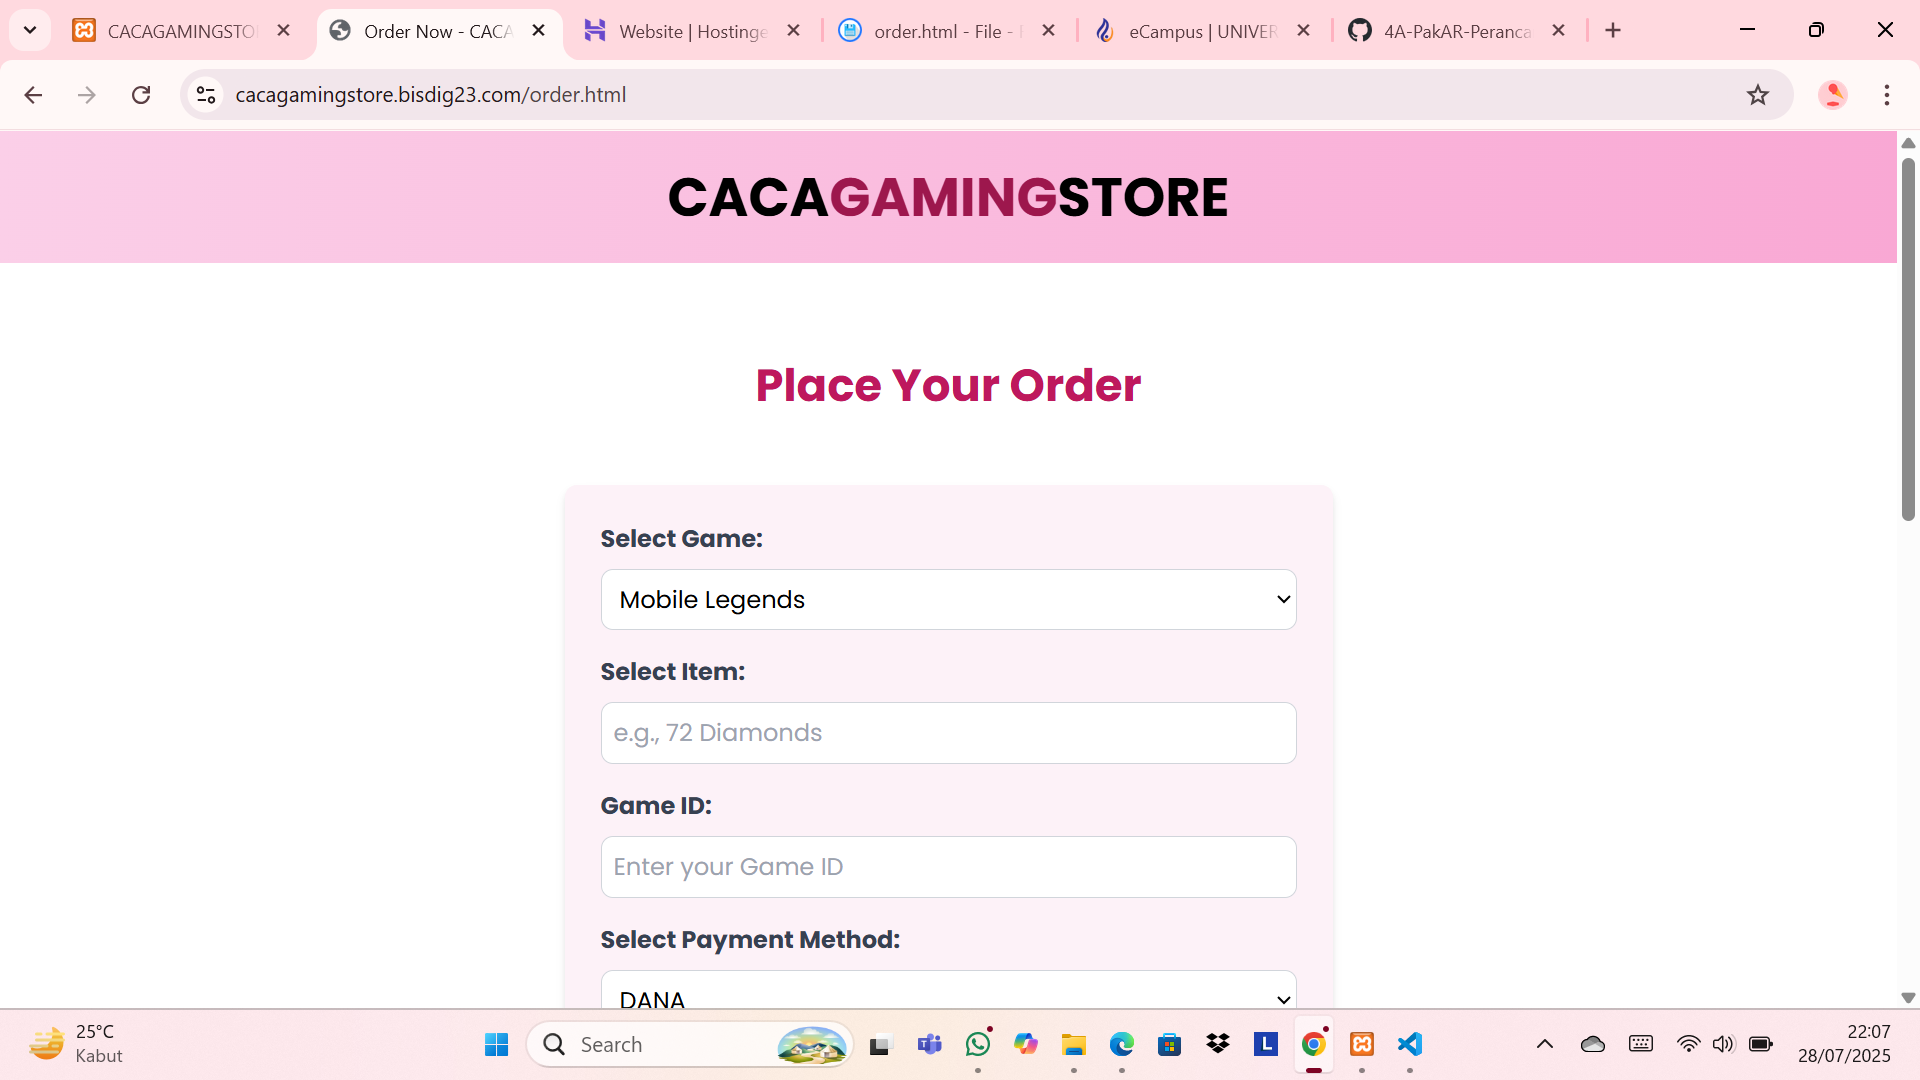 CACAGAMINGSTO
Order Now - CACA
Website | Hostinge
order.html - File -
eCampus | UNIVER
4A-PakAR-Peranca
cacagamingstore.bisdig23.com/order.html
CACAGAMINGSTORE
Place Your Order
Select Game:
Mobile Legends
Select Item:
e.g., 72 Diamonds
Game ID:
Enter your Game ID
Select Payment Method:
DANA
25°C
Kabut
Search
L
22:07
28/07/2025